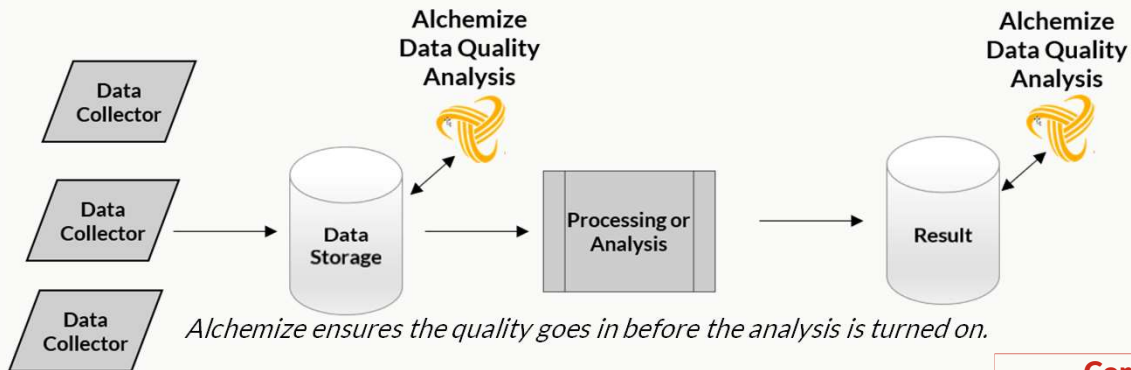 Alchemize
Data Quality
Analysis
Alchemize
Data Quality
Analysis
Data
Collector
Data
Collector
Data
Collector
Data
Storage
Processing or
Analysis
Result
Alchemize ensures the quality goes in before the analysis is turned on.